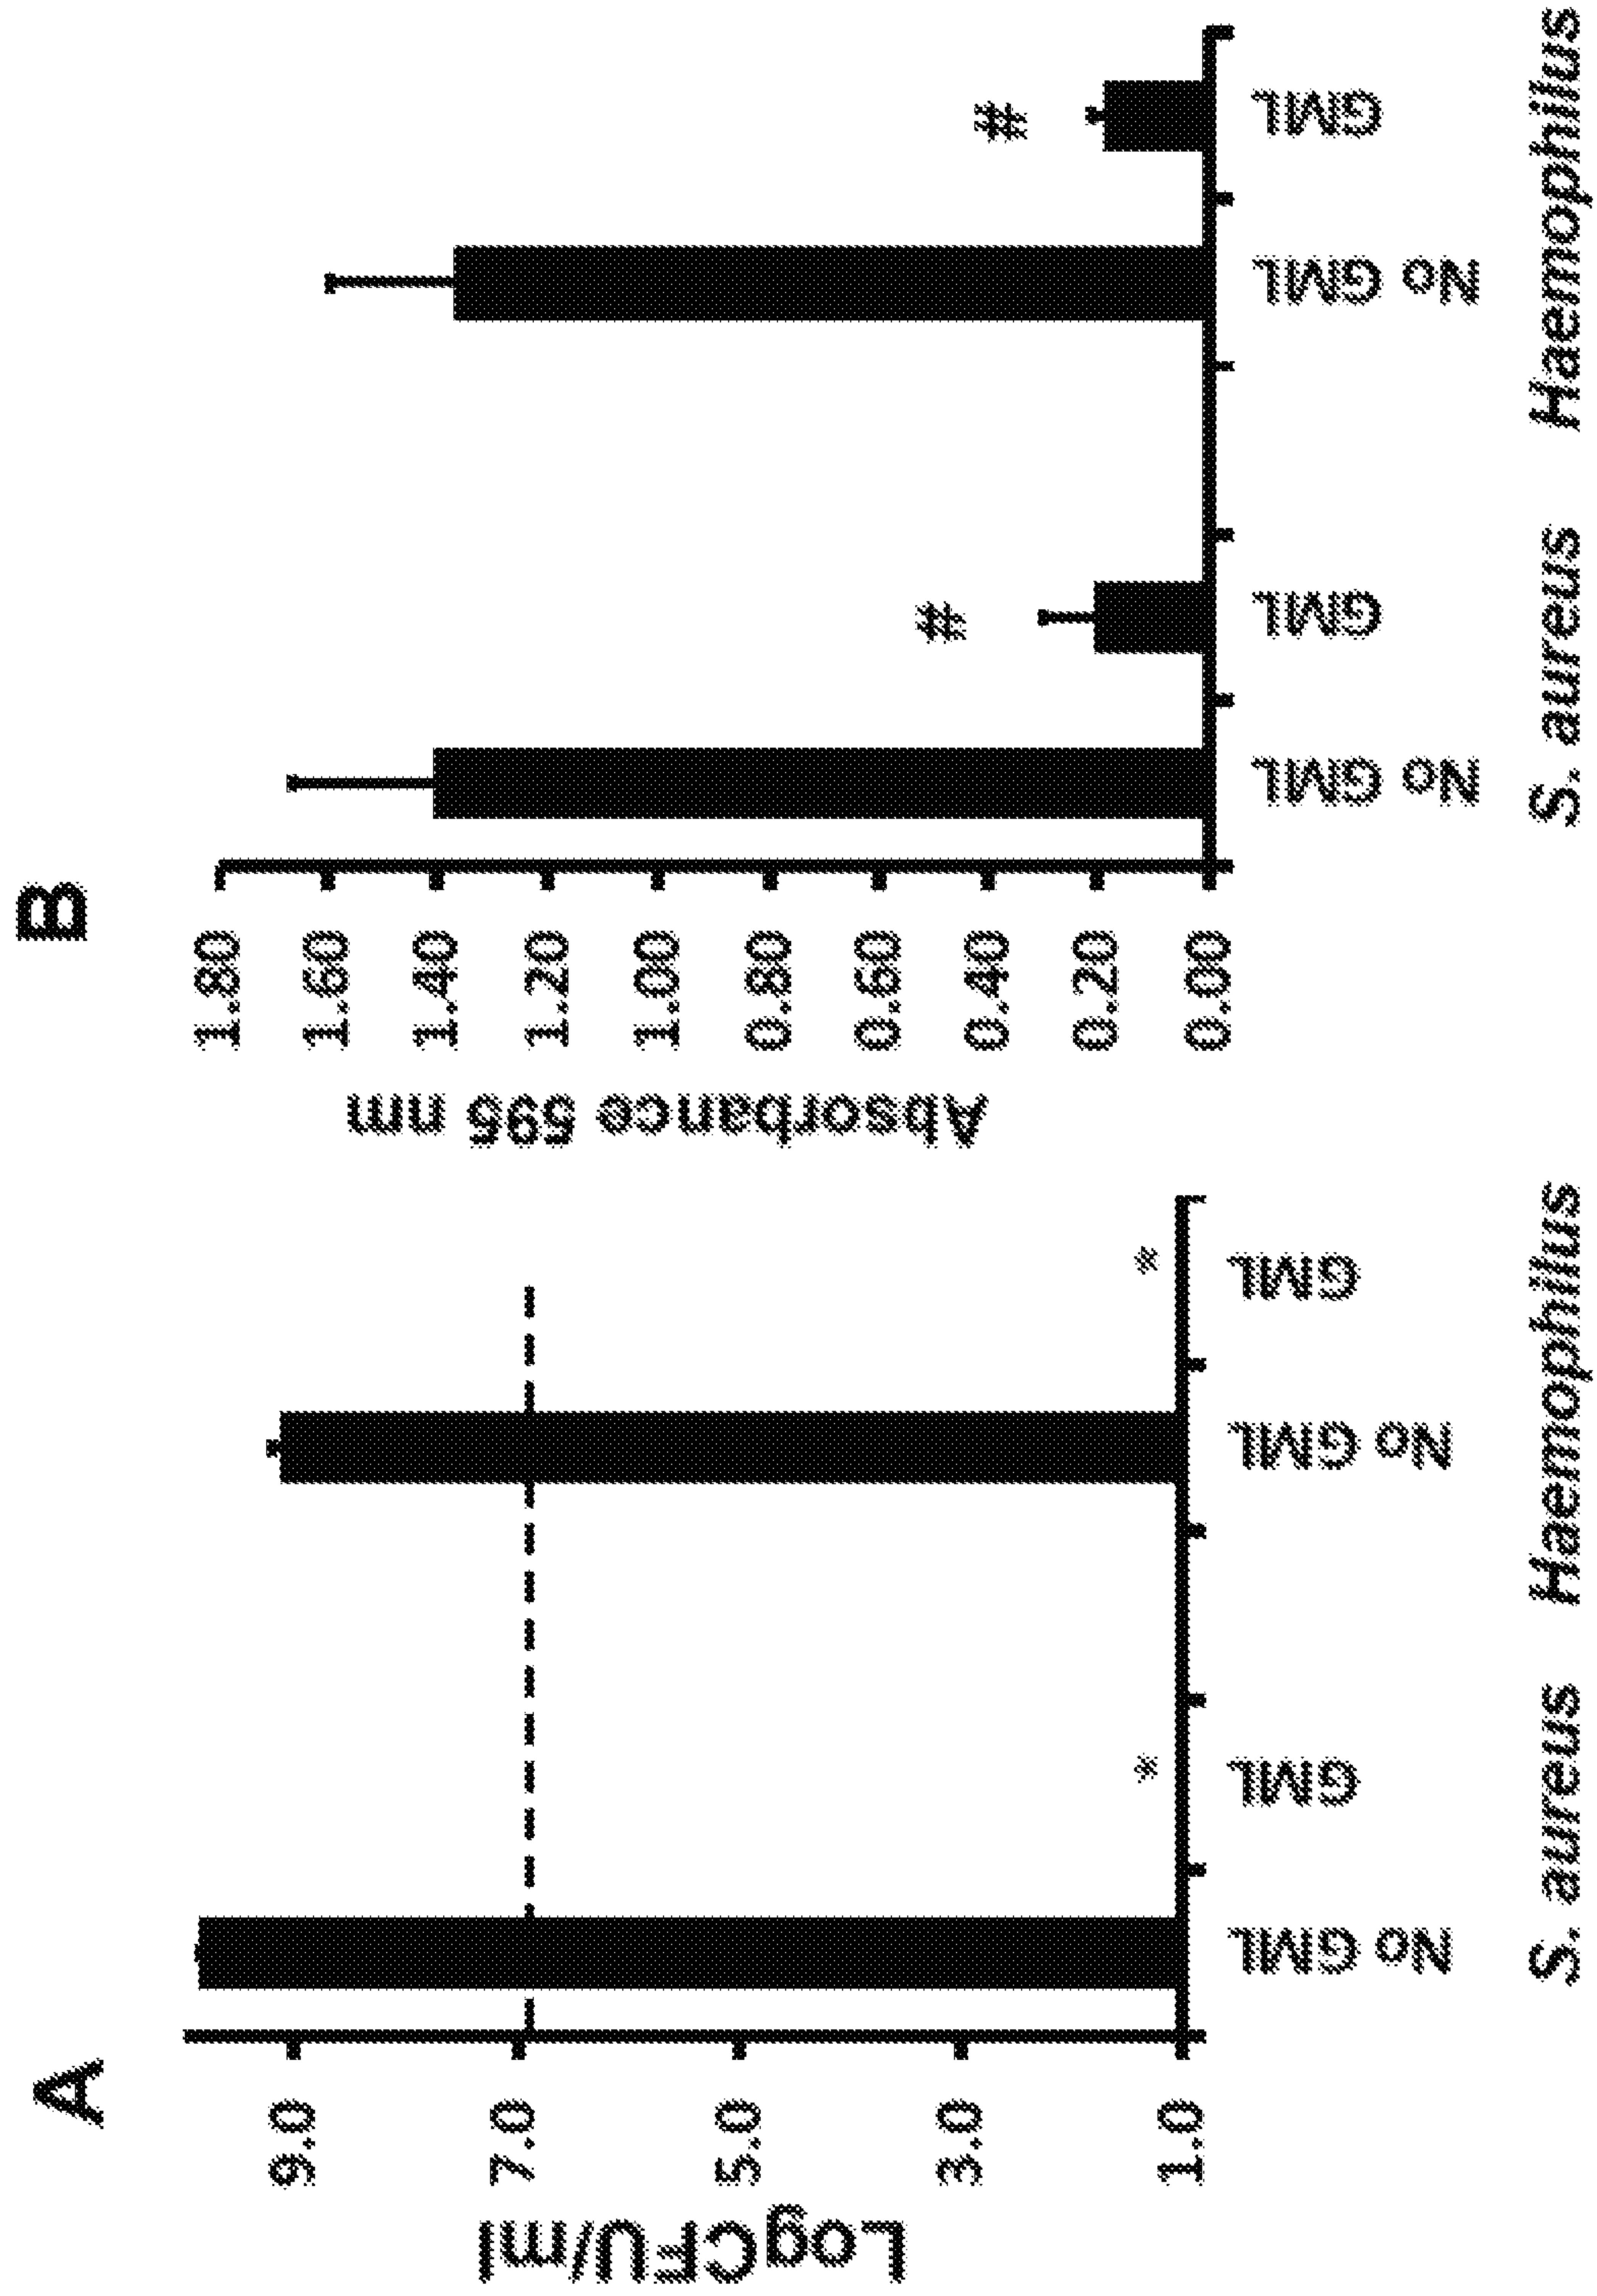 A
LogCFU/ml
9.0
7.0
5.0
3.0
1.0
*
*
No GML
GML
No GML
GML
S. aureus
Haemophilus
B
Absorbance 595 nm
1.80
1.60
1.40
1.20
1.00
0.80
0.60
0.40
0.20
0.00
#
#
No GML
GML
No GML
GML
S. aureus
Haemophilus